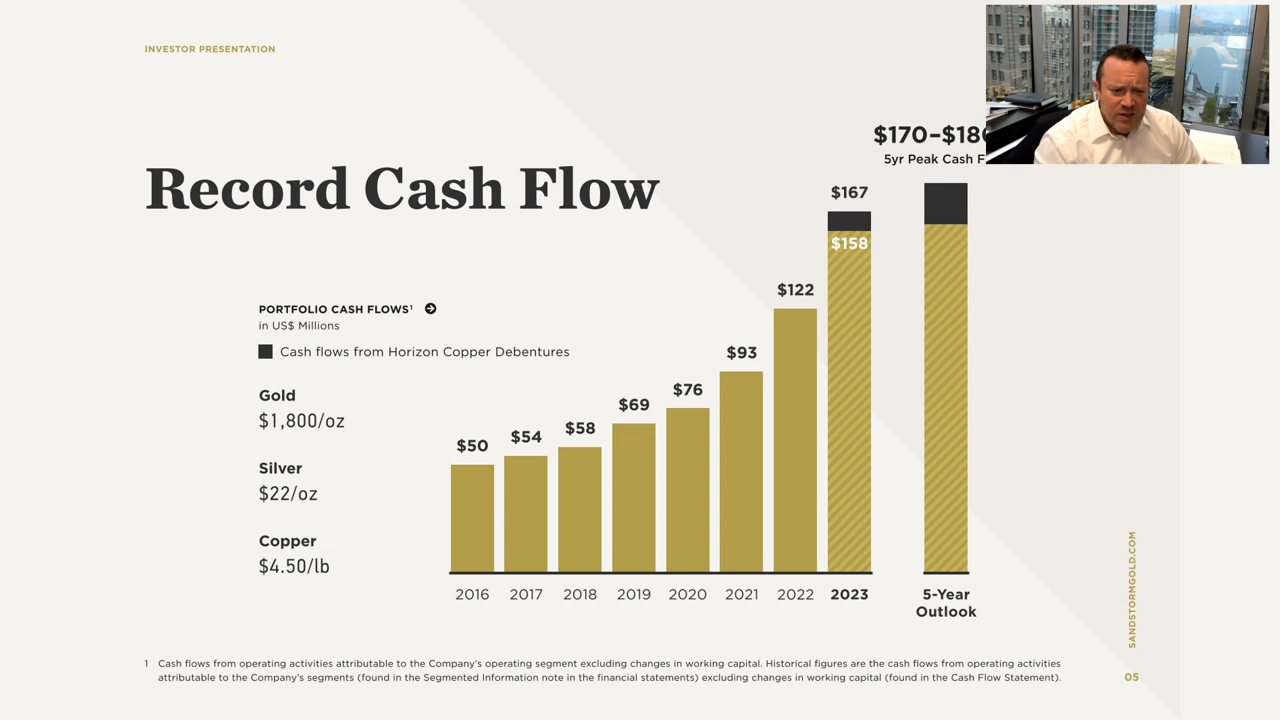 INVESTOR PRESENTATION
Record Cash Flow
PORTFOLIO CASH FLOWS¹
in US$ Millions
Cash flows from Horizon Copper Debentures
Gold
$1,800/oz
Silver
$22/oz
Copper
$4.50/lb
$50
$54
$58
$69
$76
$93
$122
$167
$158
$170–$18
5yr Peak Cash F
2016
2017
2018
2019
2020
2021
2022
2023
5-Year
Outlook
SANDSTORMGOLD.COM
1 Cash flows from operating activities attributable to the Company's operating segment excluding changes in working capital. Historical figures are the cash flows from operating activities
attributable to the Company's segments (found in the Segmented Information note in the financial statements) excluding changes in working capital (found in the Cash Flow Statement).
05